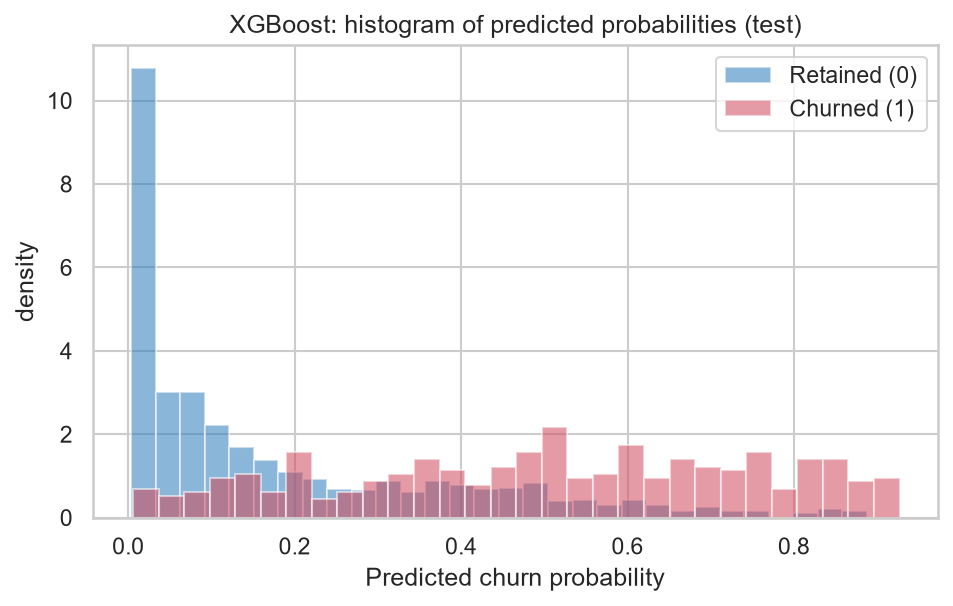 XGBoost: histogram of predicted probabilities (test)
Retained (0)
Churned (1)
10
8
6
4
2
0
density
0.0 0.2 0.4 0.6 0.8
Predicted churn probability